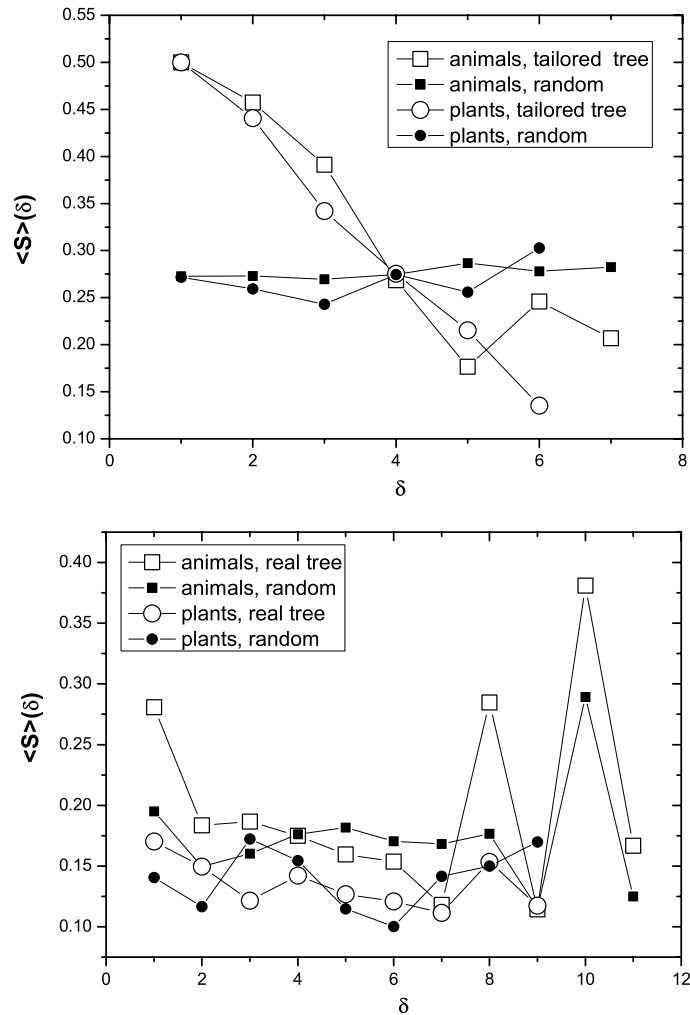 0.55
0.50
0.45
0.40
0.35
0.30
0.25
0.20
0.15
0.10
<S>(δ)
animals, tailored tree
animals, random
plants, tailored tree
plants, random
0 2 4 6 8
δ
0.40
0.35
0.30
0.25
0.20
0.15
0.10
<S>(δ)
animals, real tree
animals, random
plants, real tree
plants, random
0 2 4 6 8 10 12
δ